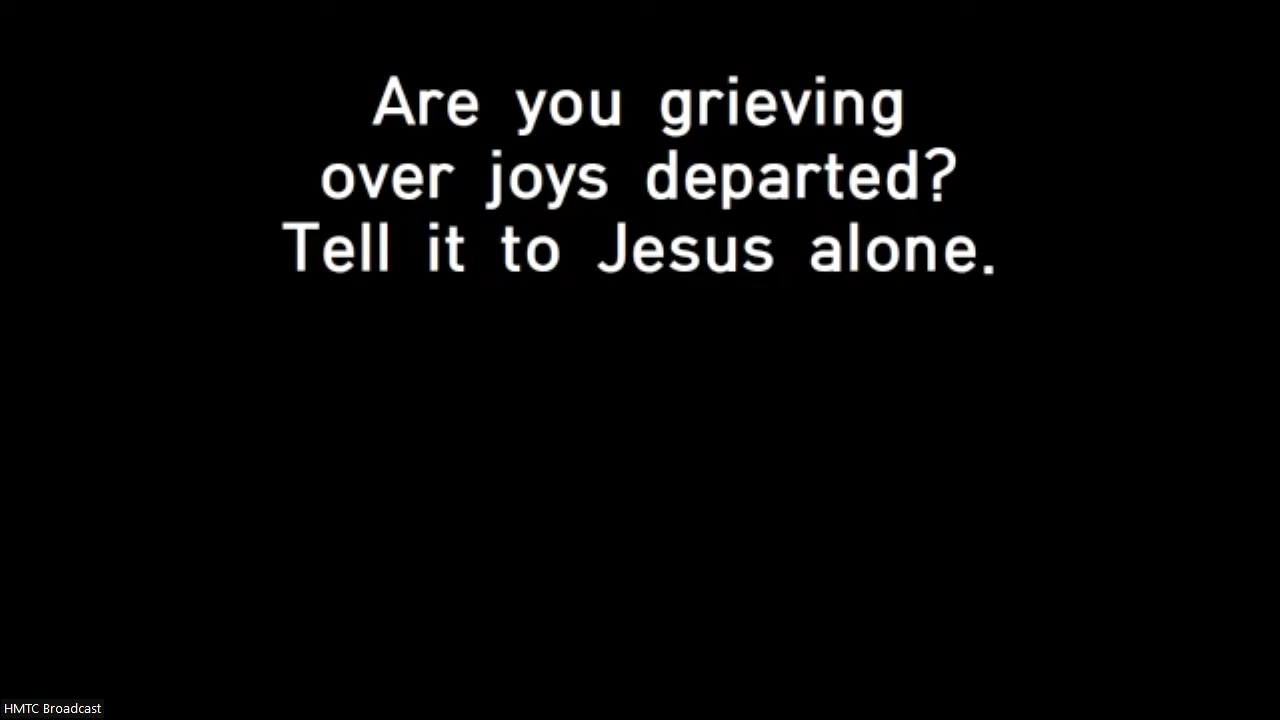 Are you grieving
over joys departed?
Tell it to Jesus alone.
HMTC Broadcast